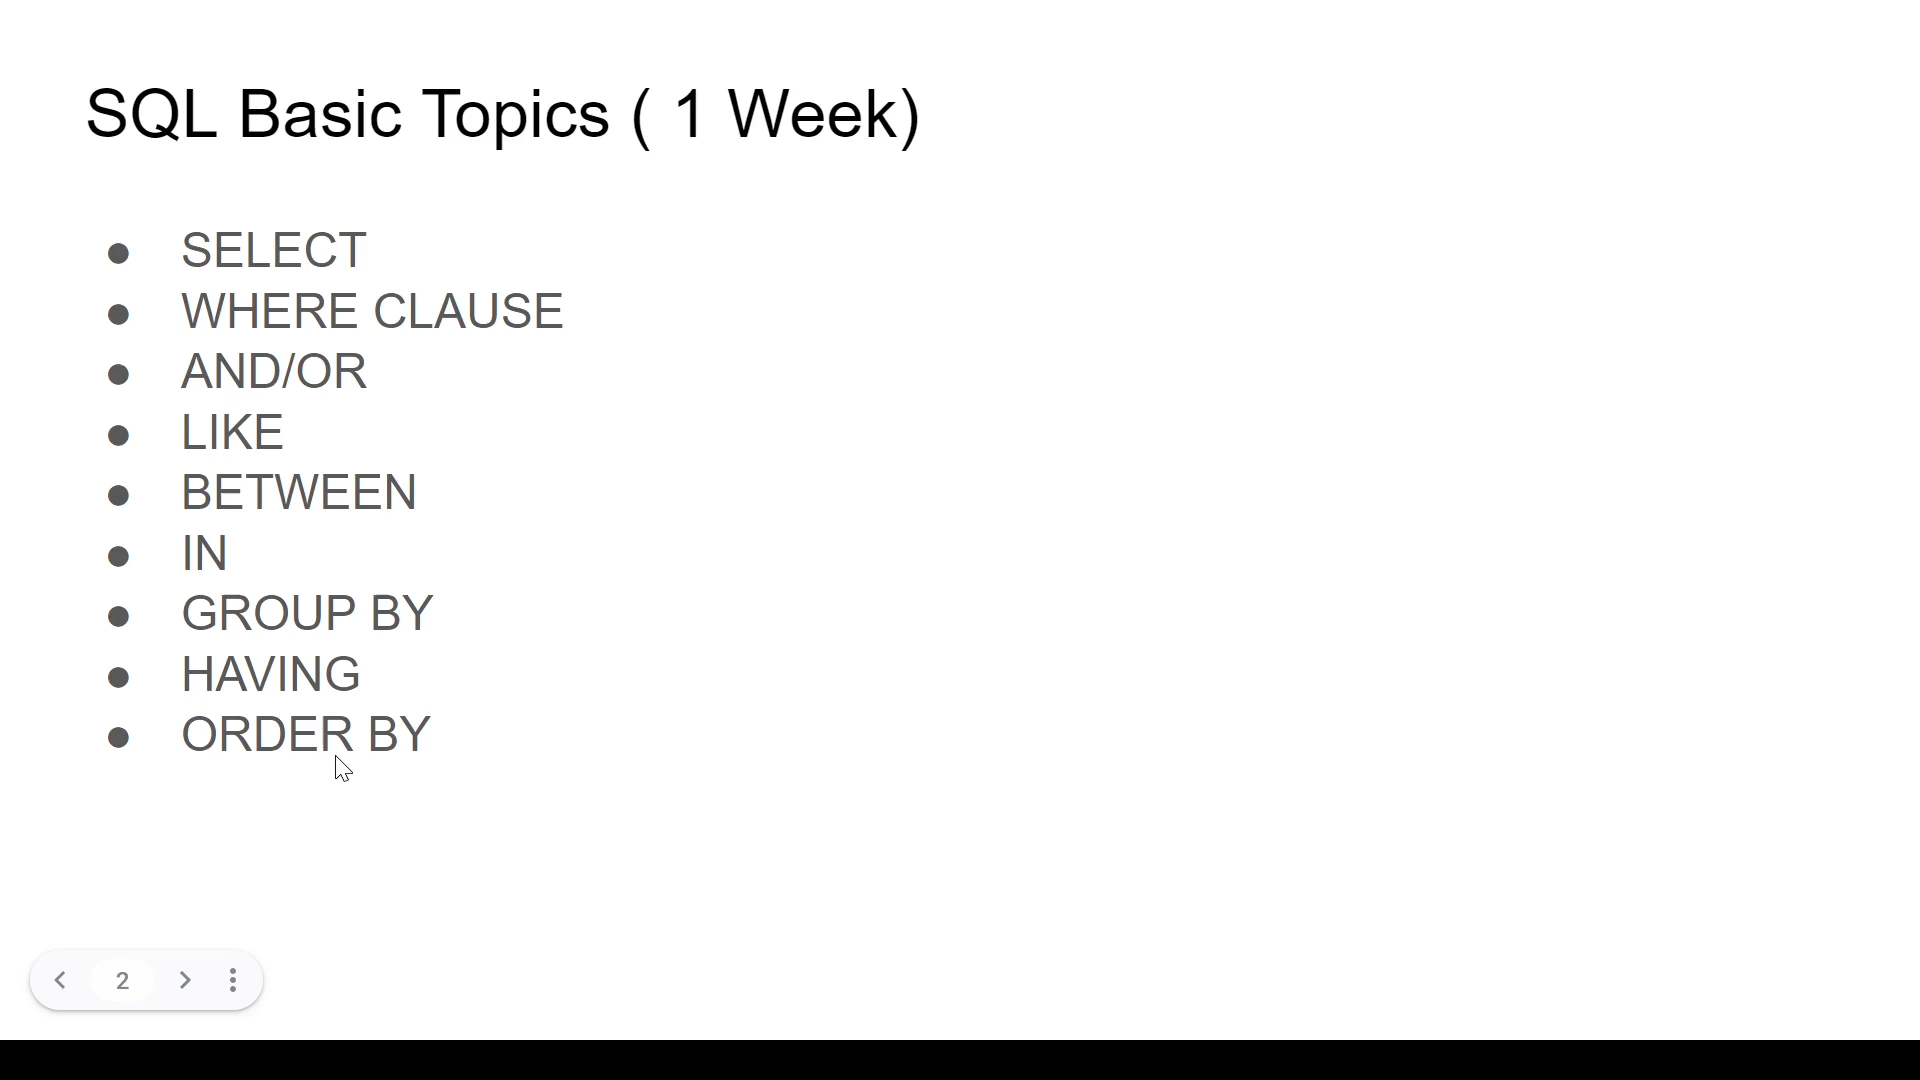 SQL Basic Topics ( 1 Week)
● SELECT
● WHERE CLAUSE
● AND/OR
● LIKE
● BETWEEN
● IN
● GROUP BY
● HAVING
● ORDER BY
2